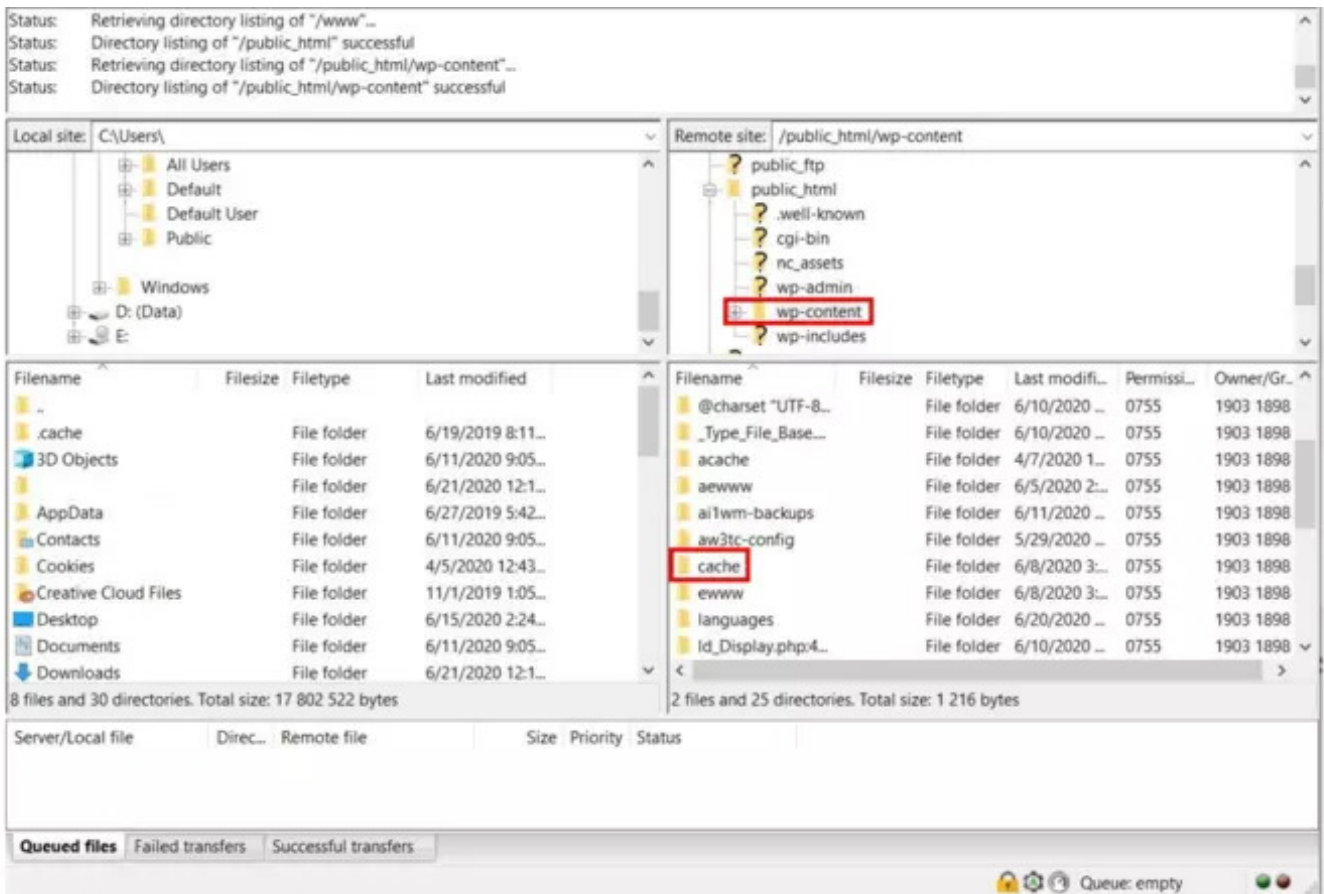 Status: Retrieving directory listing of "/www"...
Status: Directory listing of "/public_html" successful
Status: Retrieving directory listing of "/public_html/wp-content"...
Status: Directory listing of "/public_html/wp-content" successful
Local site: C:\Users\
All Users
Default
Default User
Public
Windows
D: (Data)
E:
Remote site: /public_html/wp-content
public_ftp
public_html
.well-known
cgi-bin
nc_assets
wp-admin
wp-content
wp-includes
Filename Filesize Filetype Last modified
..
.cache File folder 6/19/2019 8:11...
3D Objects File folder 6/11/2020 9:05...
File folder 6/21/2020 12:1...
AppData File folder 6/27/2019 5:42...
Contacts File folder 6/11/2020 9:05...
Cookies File folder 4/5/2020 12:43...
Creative Cloud Files File folder 11/1/2019 1:05...
Desktop File folder 6/15/2020 2:24...
Documents File folder 6/11/2020 9:05...
Downloads File folder 6/21/2020 12:1...
8 files and 30 directories. Total size: 17 802 522 bytes
Filename Filesize Filetype Last modifi... Permissi... Owner/Gr...
@charset "UTF-8... File folder 6/10/2020 ... 0755 1903 1898
_Type_File_Base.... File folder 6/10/2020 ... 0755 1903 1898
acache File folder 4/7/2020 1... 0755 1903 1898
aewww File folder 6/5/2020 2:... 0755 1903 1898
ai1wm-backups File folder 6/11/2020 ... 0755 1903 1898
aw3tc-config File folder 5/29/2020 ... 0755 1903 1898
cache File folder 6/8/2020 3:... 0755 1903 1898
ewww File folder 6/8/2020 3:... 0755 1903 1898
languages File folder 6/20/2020 ... 0755 1903 1898
ld_Display.php:4... File folder 6/10/2020 ... 0755 1903 1898
2 files and 25 directories. Total size: 1 216 bytes
Server/Local file Direc... Remote file Size Priority Status
Queued files Failed transfers Successful transfers
Queue: empty